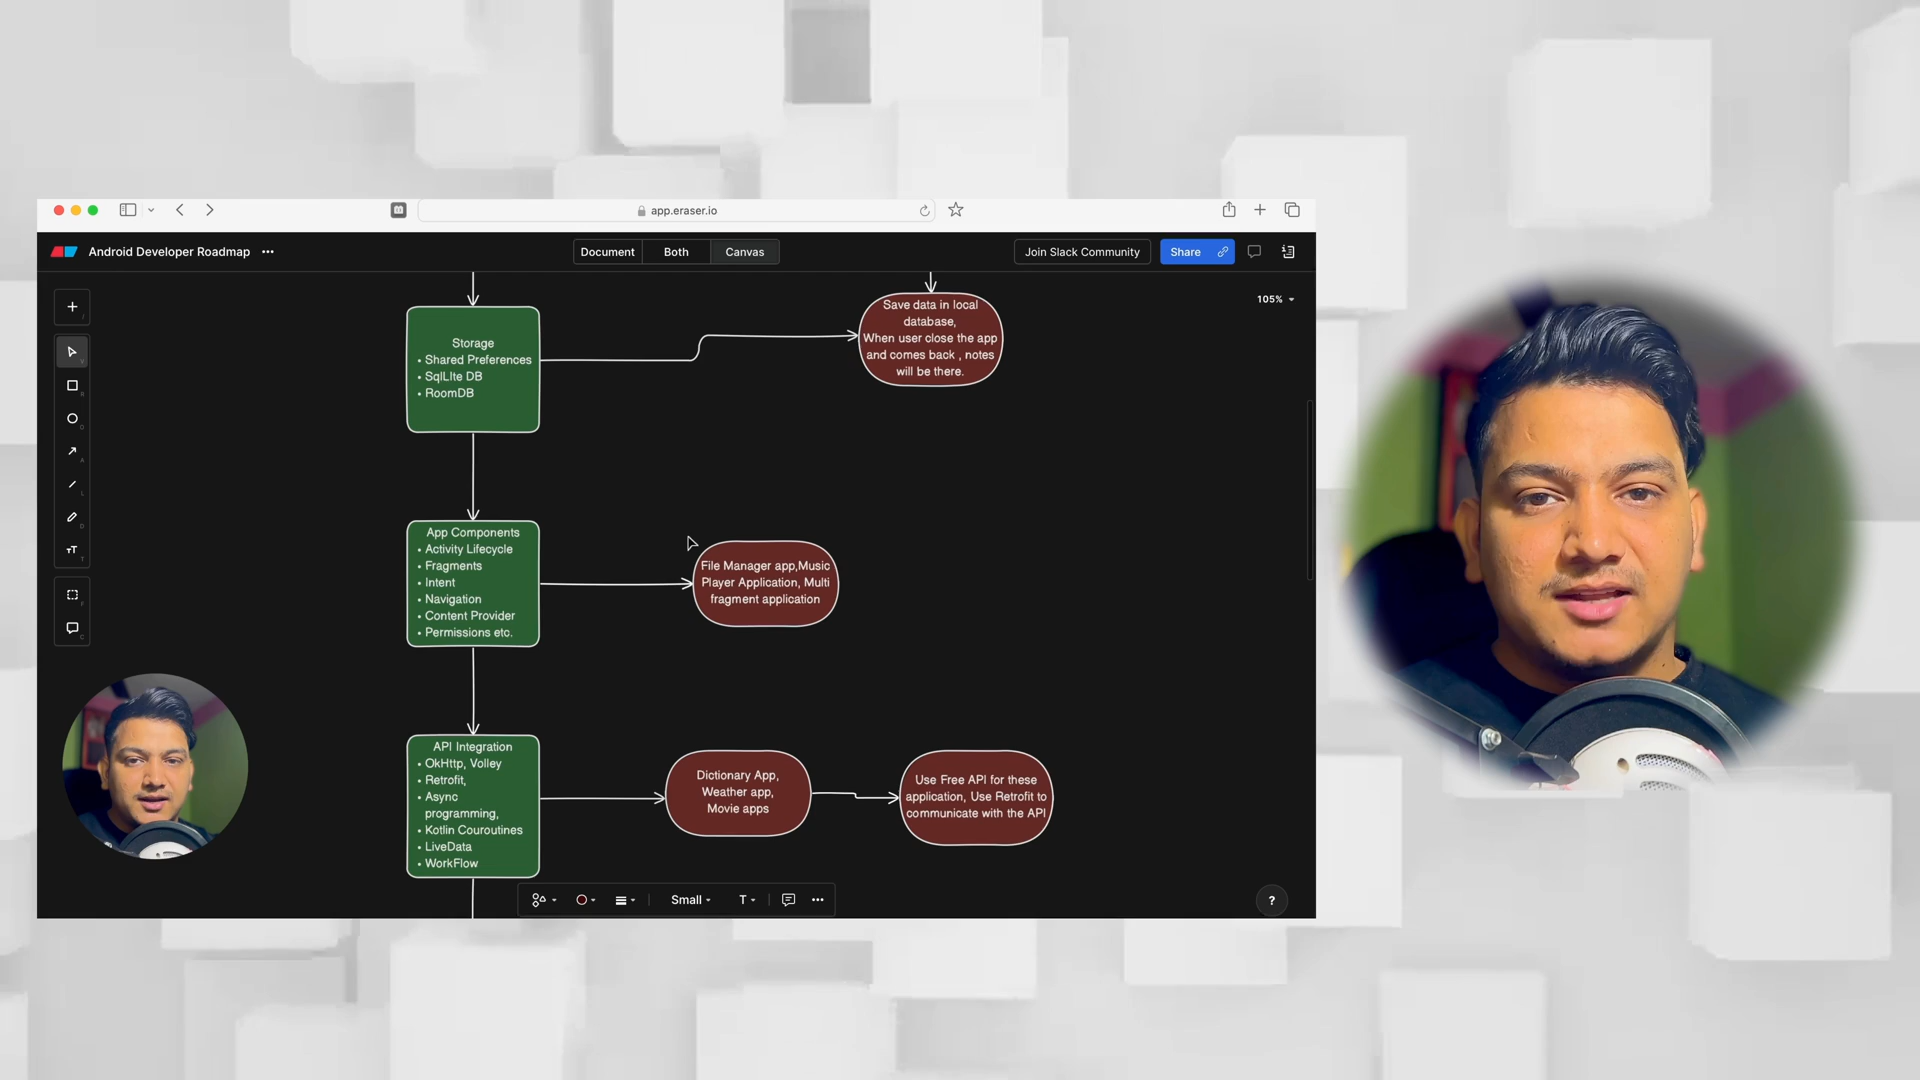 app.eraser.io
Android Developer Roadmap
Document
Both
Canvas
Join Slack Community
Share
105%
Storage
• Shared Preferences
• SqlLIte DB
• RoomDB
Save data in local
database,
When user close the app
and comes back , notes
will be there.
App Components
• Activity Lifecycle
• Fragments
• Intent
• Navigation
• Content Provider
• Permissions etc.
File Manager app,Music
Player Application, Multi
fragment application
API Integration
• OkHttp, Volley
• Retrofit,
• Async
programming,
• Kotlin Couroutines
• LiveData
• WorkFlow
Dictionary App,
Weather app,
Movie apps
Use Free API for these
application, Use Retrofit to
communicate with the API
Small
T
?